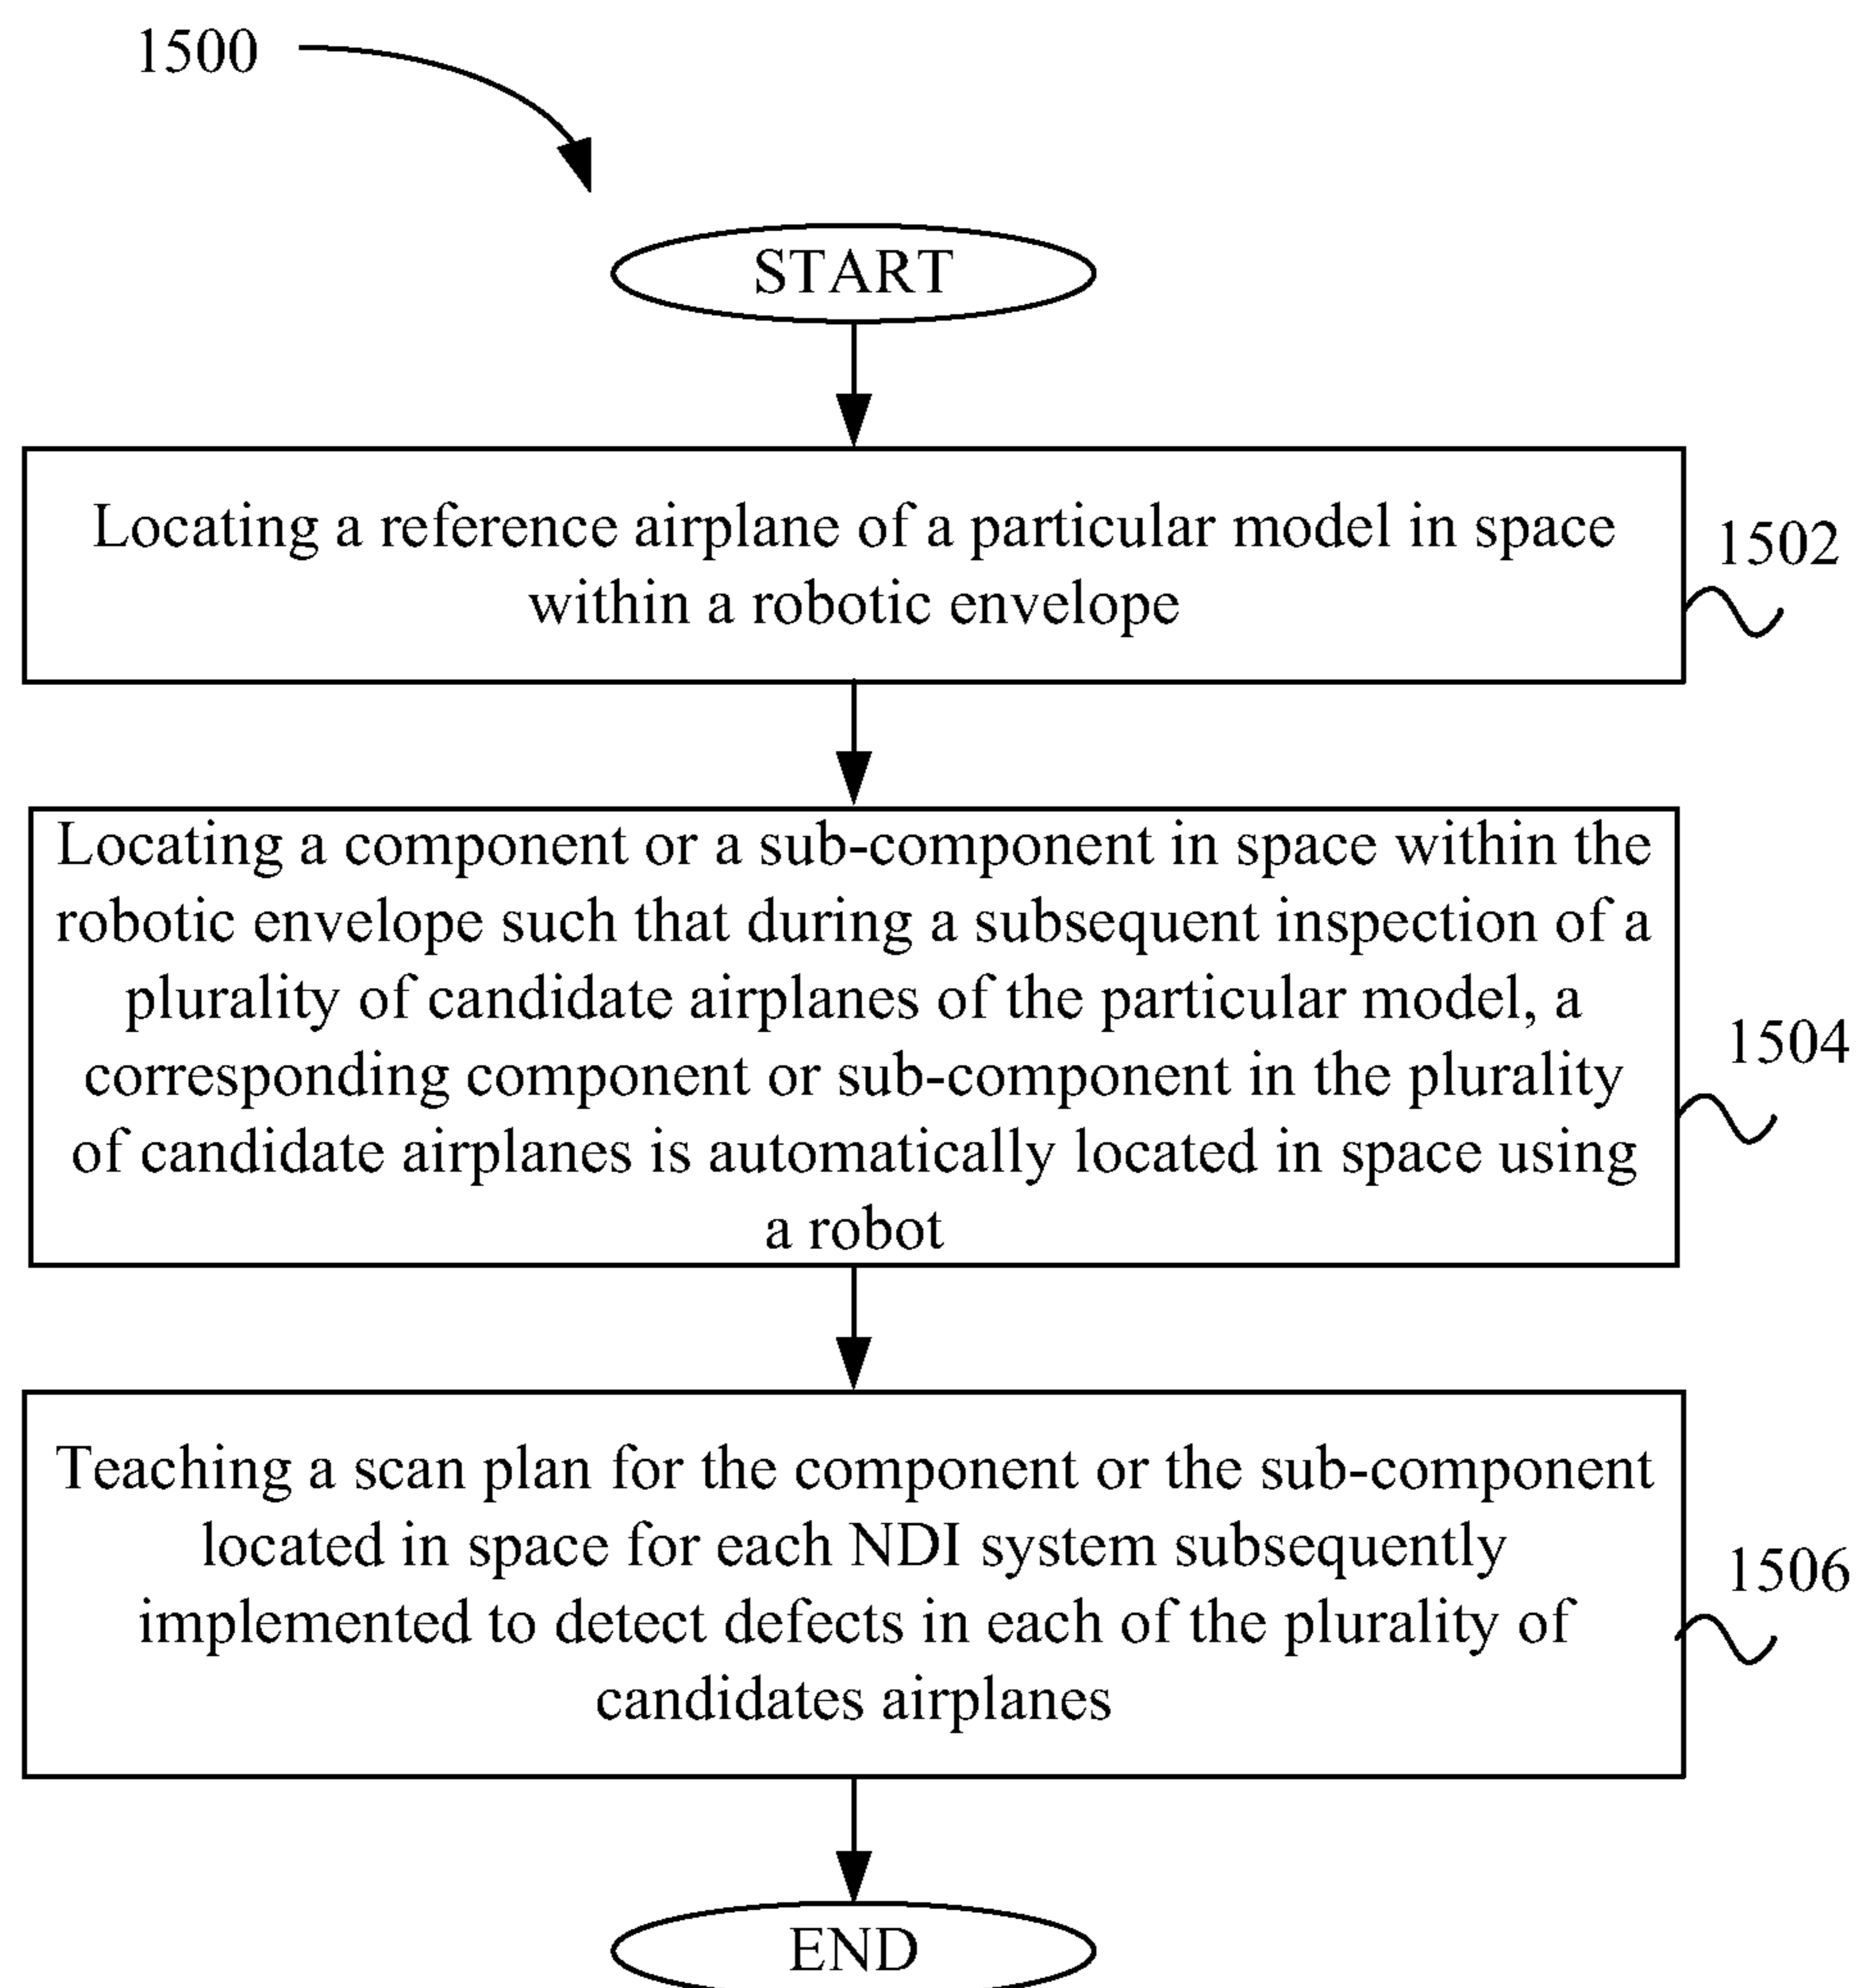 1500
START
Locating a reference airplane of a particular model in space
within a robotic envelope
1502
Locating a component or a sub-component in space within the
robotic envelope such that during a subsequent inspection of a
plurality of candidate airplanes of the particular model, a
corresponding component or sub-component in the plurality
of candidate airplanes is automatically located in space using
a robot
1504
Teaching a scan plan for the component or the sub-component
located in space for each NDI system subsequently
implemented to detect defects in each of the plurality of
candidates airplanes
1506
END